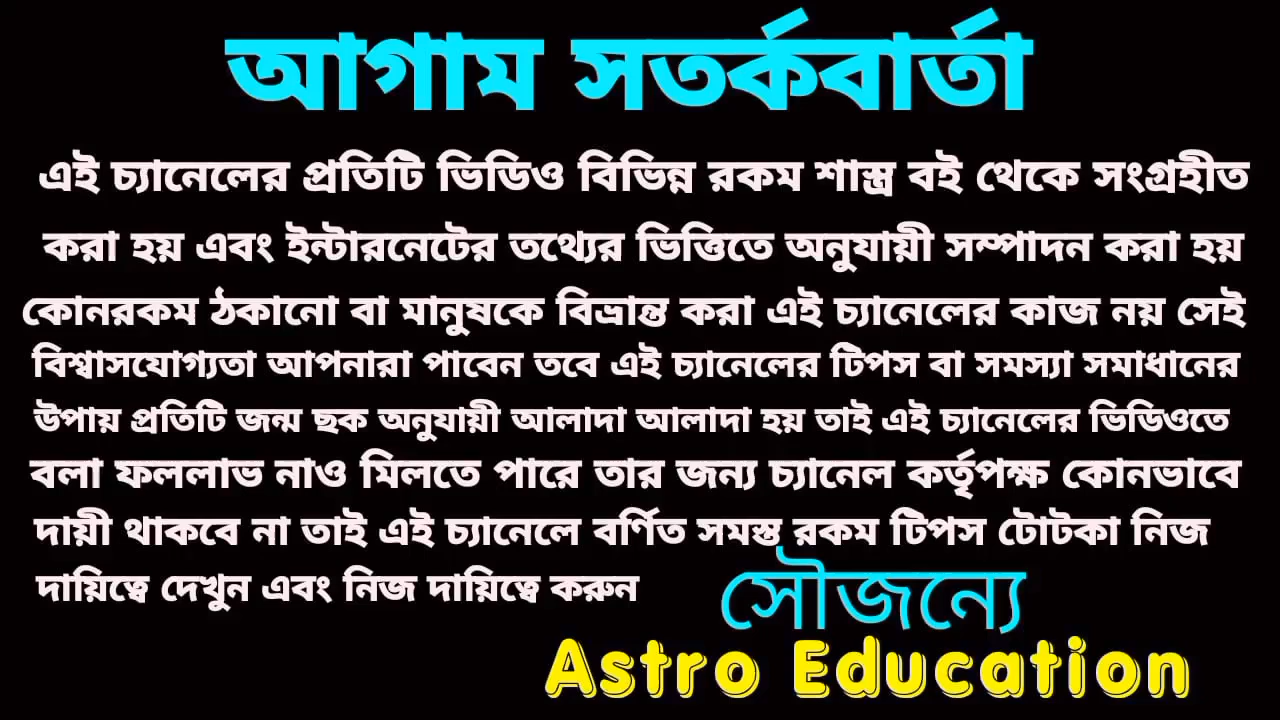 আগাম সতর্কবার্তা
এই চ্যানেলের প্রতিটি ভিডিও বিভিন্ন রকম শাস্ত্র বই থেকে সংগ্রহীত
করা হয় এবং ইন্টারনেটের তথ্যের ভিত্তিতে অনুযায়ী সম্পাদন করা হয়
কোনরকম ঠকানো বা মানুষকে বিভ্রান্ত করা এই চ্যানেলের কাজ নয় সেই
বিশ্বাসযোগ্যতা আপনারা পাবেন তবে এই চ্যানেলের টিপস বা সমস্যা সমাধানের
উপায় প্রতিটি জন্ম ছক অনুযায়ী আলাদা আলাদা হয় তাই এই চ্যানেলের ভিডিওতে
বলা ফললাভ নাও মিলতে পারে তার জন্য চ্যানেল কর্তৃপক্ষ কোনভাবে
দায়ী থাকবে না তাই এই চ্যানেলে বর্ণিত সমস্ত রকম টিপস টোটকা নিজ
দায়িত্বে দেখুন এবং নিজ দায়িত্বে করুন
সৌজন্যে
Astro Education